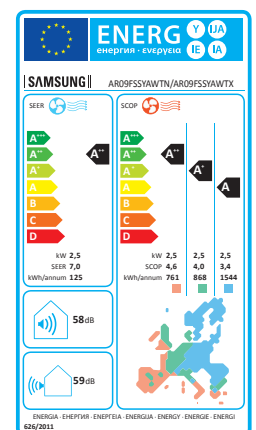 ENERG Y IJA
енергия · ενεργεια IE IA
SAMSUNG AR09FSSYAWTN/AR09FSSYAWTX
SEER SCOP
A+++ A+++
A++ A++ A++ A++
A+ A+ A+
A A A
B B
C C
D D
kW 2,5 kW 2,5 2,5 2,5
SEER 7,0 SCOP 4,6 4,0 3,4
kWh/annum 125 kWh/annum 761 868 1544
58dB
59dB
ENERGIA · ЕНЕРГИЯ · ΕΝΕΡΓΕΙΑ · ENERGIJA · ENERGY · ENERGIE · ENERGI
626/2011